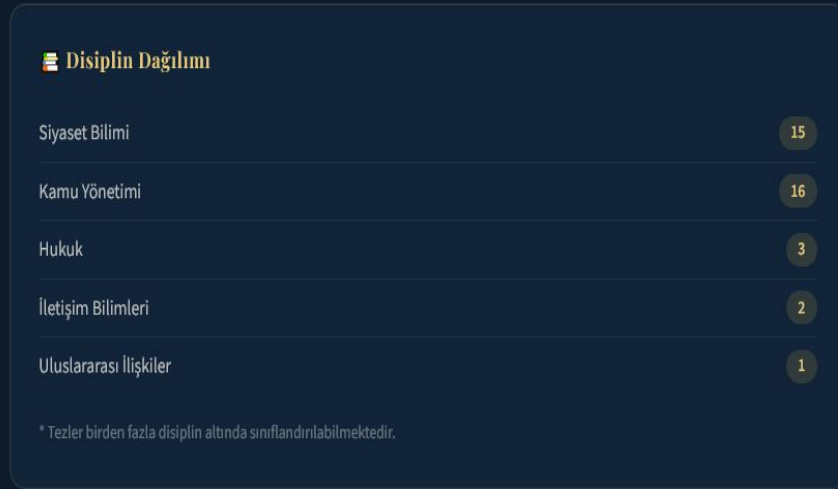 Disiplin Dağılımı
Siyaset Bilimi 15
Kamu Yönetimi 16
Hukuk 3
İletişim Bilimleri 2
Uluslararası İlişkiler 1
* Tezler birden fazla disiplin altında sınıflandırılabilmektedir.